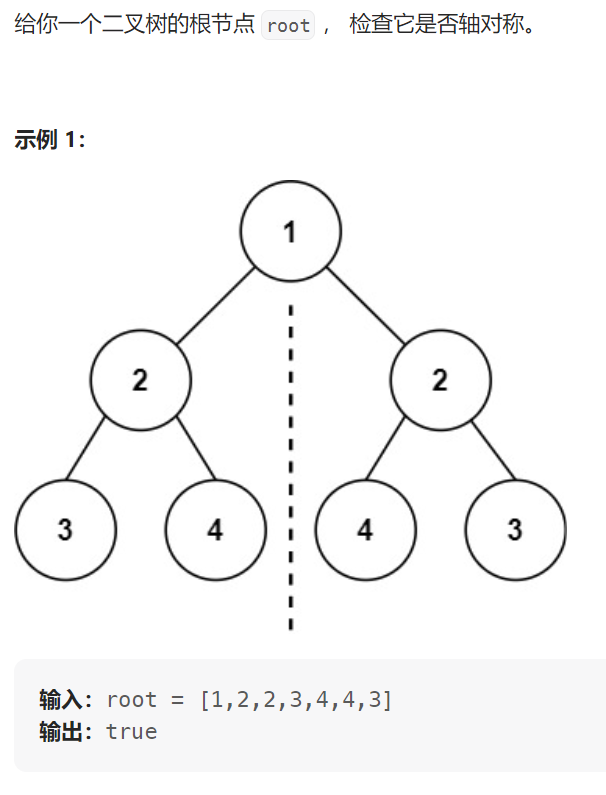 给你一个二叉树的根节点 root ， 检查它是否轴对称。
示例 1：
1
2 2
3 4 4 3
输入：root = [1,2,2,3,4,4,3]
输出：true